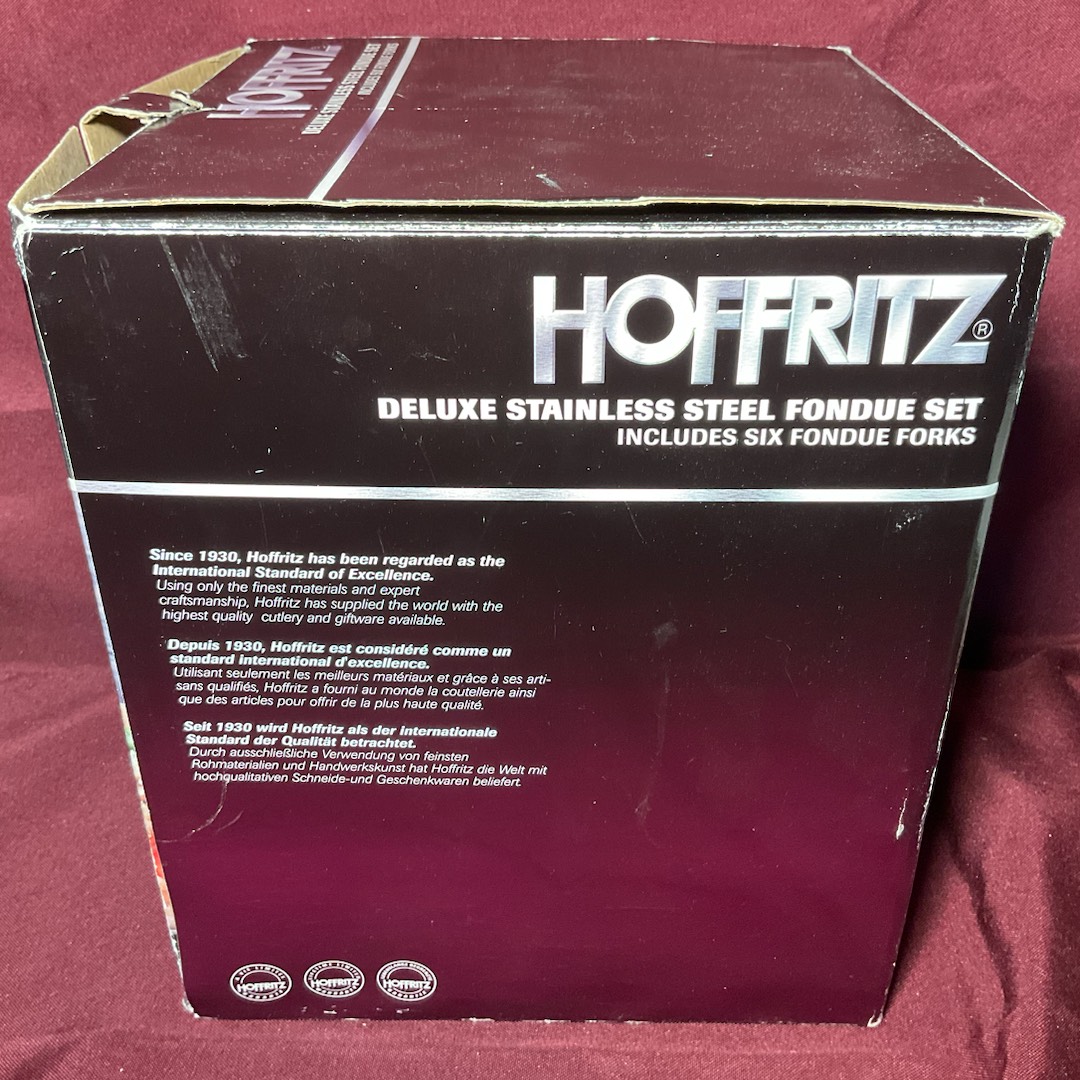 HOFFRITZ
DELUXE STAINLESS STEEL FONDUE SET
INCLUDES SIX FONDUE FORKS
HOFFRITZ®
DELUXE STAINLESS STEEL FONDUE SET
INCLUDES SIX FONDUE FORKS
Since 1930, Hoffritz has been regarded as the
International Standard of Excellence.
Using only the finest materials and expert
craftsmanship, Hoffritz has supplied the world with the
highest quality cutlery and giftware available.
Depuis 1930, Hoffritz est considéré comme un
standard international d'excellence.
Utilisant seulement les meilleurs matériaux et grâce à ses arti-
sans qualifiés, Hoffritz a fourni au monde la coutellerie ainsi
que des articles pour offrir de la plus haute qualité.
Seit 1930 wird Hoffritz als der internationale
Standard der Qualität betrachtet.
Durch ausschließliche Verwendung von feinsten
Rohmaterialien und Handwerkskunst hat Hoffritz die Welt mit
hochqualitativen Schneide-und Geschenkwaren beliefert.
HOFFRITZ
HOFFRITZ
HOFFRITZ